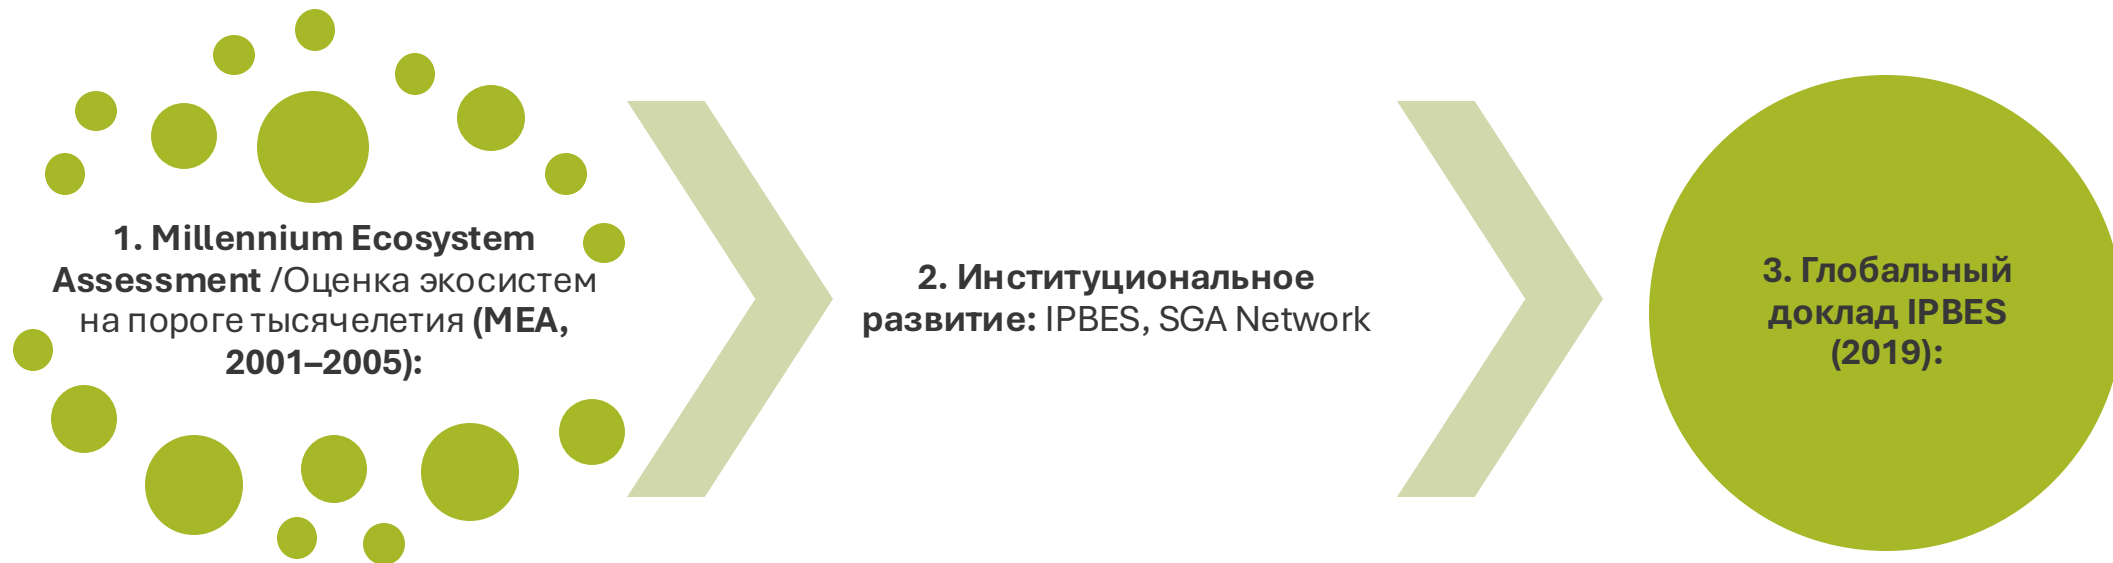 1. Millennium Ecosystem
Assessment /Оценка экосистем
на пороге тысячелетия (MEA,
2001–2005):
2. Институциональное
развитие: IPBES, SGA Network
3. Глобальный
доклад IPBES
(2019):